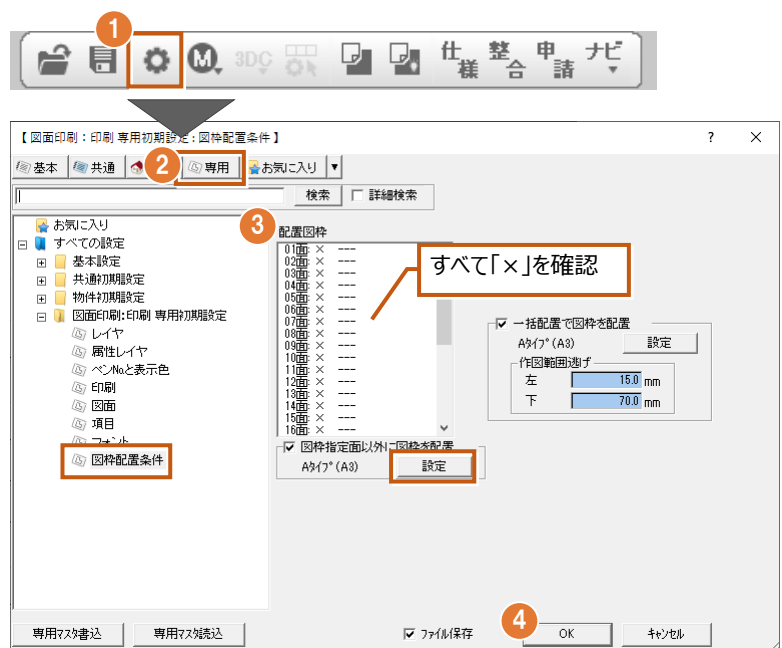 1
3DC
M
仕様 整合 申請 ナビ
【 図面印刷：印刷 専用初期設定：図枠配置条件 】 ? ×
基本 共通 2 専用 お気に入り ▼
検索 詳細検索
お気に入り
すべての設定
基本設定
共通初期設定
物件初期設定
図面印刷:印刷 専用初期設定
レイヤ
属性レイヤ
ペンNoと表示色
印刷
図面
項目
フォント
図枠配置条件
3
配置図枠
01面: × ---
02面: × ---
03面: × ---
04面: × ---
05面: × ---
06面: × ---
07面: × ---
08面: × ---
09面: × ---
10面: × ---
11面: × ---
12面: × ---
13面: × ---
14面: × ---
15面: × ---
16面: × ---
すべて「×」を確認
図枠指定面以外に図枠を配置
Aﾀｲﾌﾟ(A3) 設定
一括配置で図枠を配置
Aﾀｲﾌﾟ(A3) 設定
作図範囲逃げ
左 15.0 mm
下 70.0 mm
専用マスタ書込 専用マスタ読込 ファイル保存 4 OK キャンセル